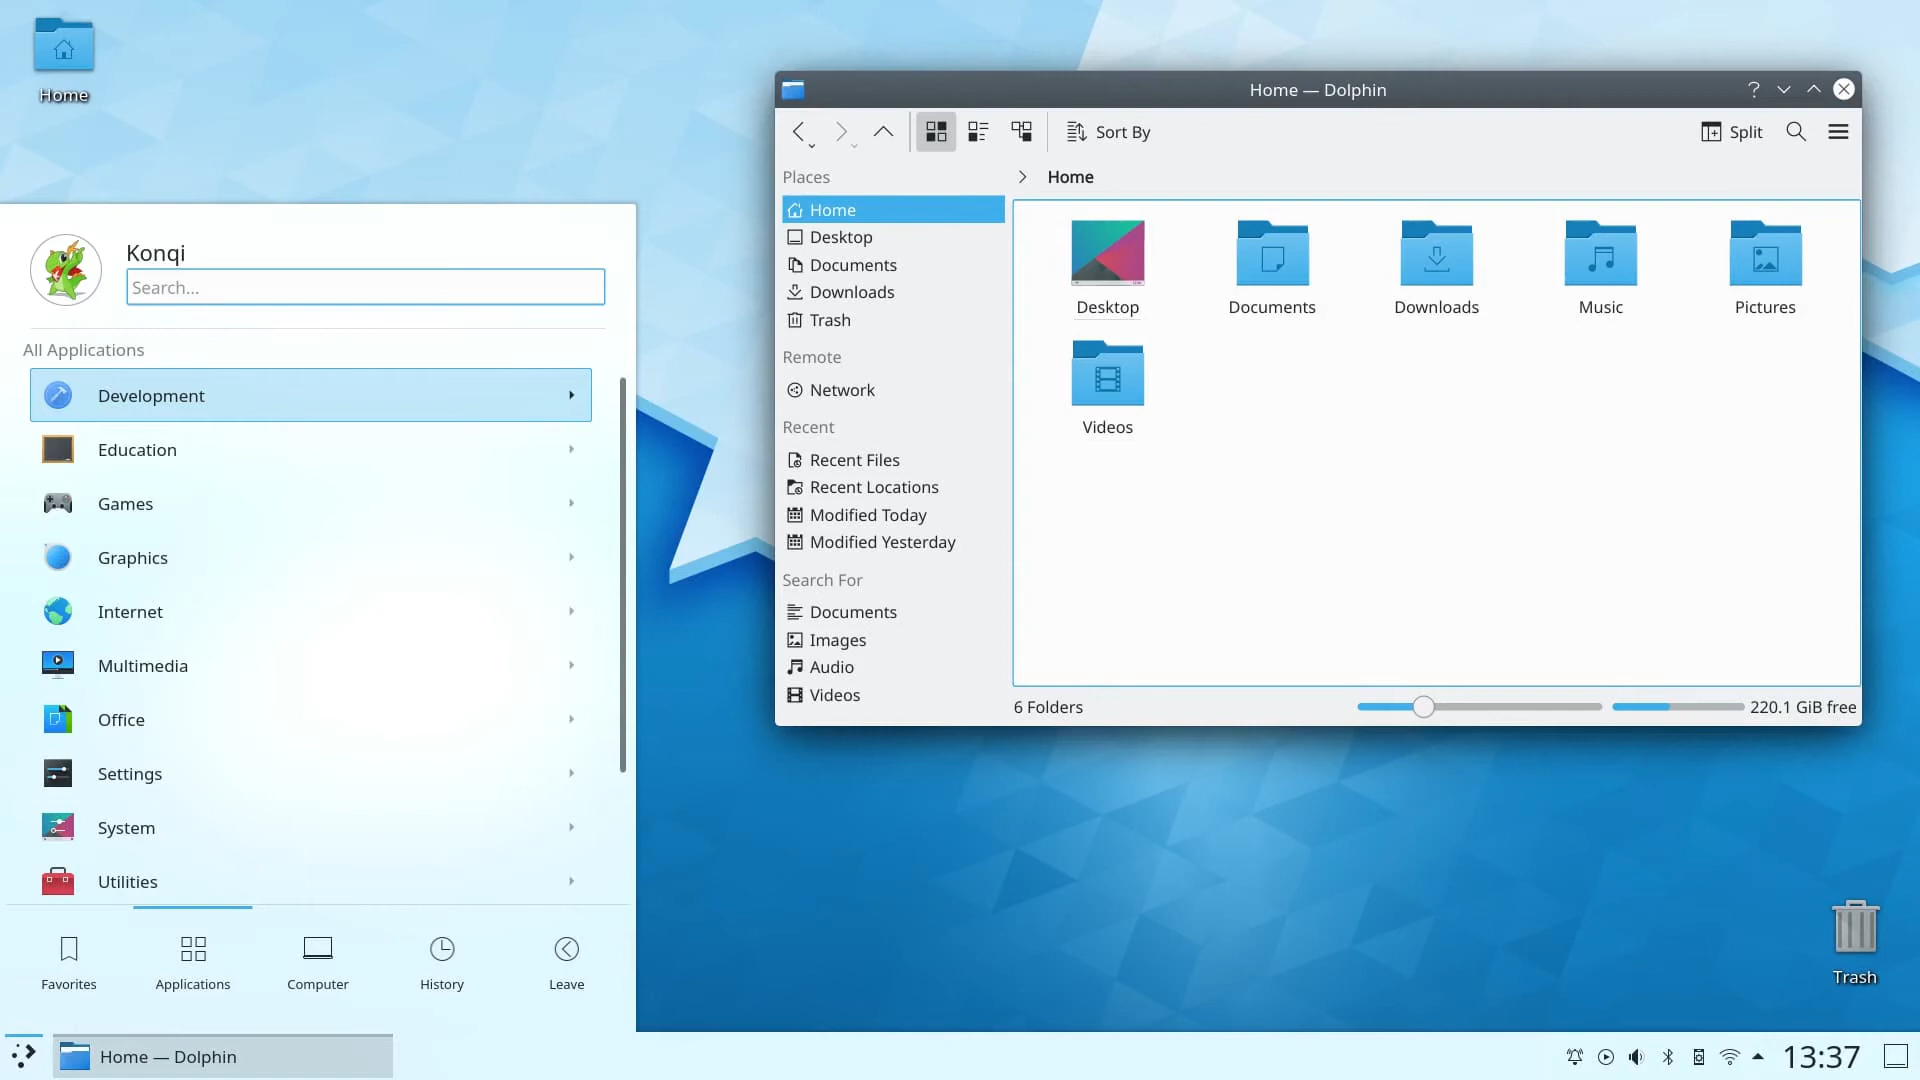 Home
Konqi
Search...
All Applications
Development
Education
Games
Graphics
Internet
Multimedia
Office
Settings
System
Utilities
Favorites
Applications
Computer
History
Leave
Home — Dolphin
Sort By
Split
Places
Home
Desktop
Documents
Downloads
Trash
Remote
Network
Recent
Recent Files
Recent Locations
Modified Today
Modified Yesterday
Search For
Documents
Images
Audio
Videos
Home
Desktop
Documents
Downloads
Music
Pictures
Videos
6 Folders
220.1 GiB free
Trash
Home — Dolphin
13:37